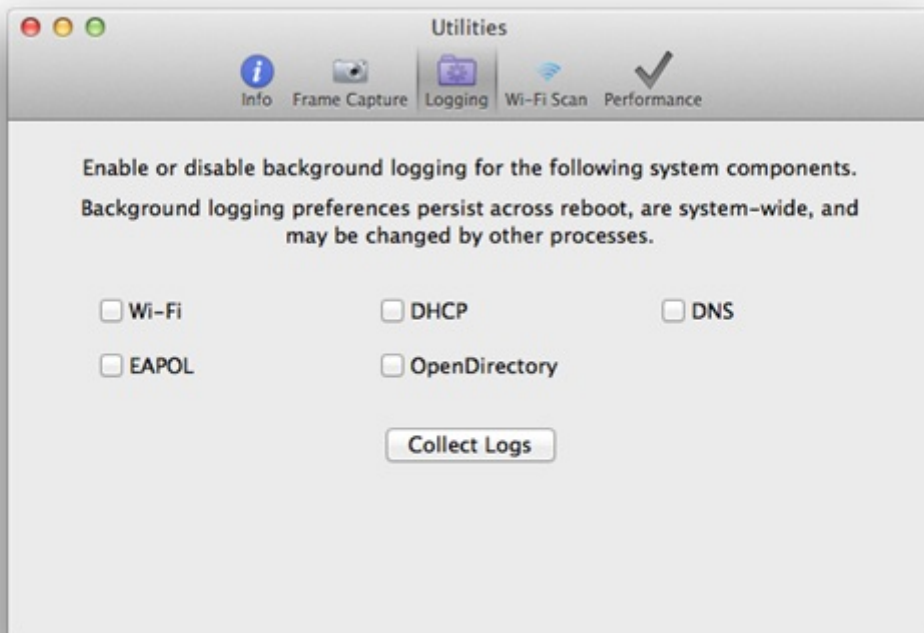 Utilities
Info
Frame Capture
Logging
Wi-Fi Scan
Performance
Enable or disable background logging for the following system components.
Background logging preferences persist across reboot, are system-wide, and
may be changed by other processes.
Wi-Fi
DHCP
DNS
EAPOL
OpenDirectory
Collect Logs